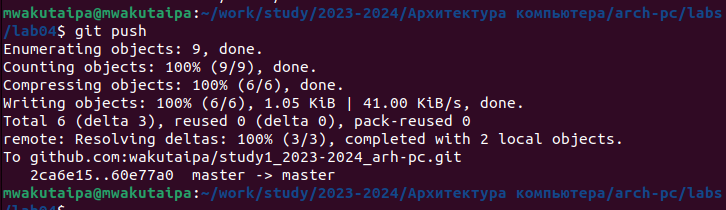 mwakutaipa@mwakutaipa:~/work/study/2023-2024/Архитектура компьютера/arch-pc/labs
/lab04$ git push
Enumerating objects: 9, done.
Counting objects: 100% (9/9), done.
Compressing objects: 100% (6/6), done.
Writing objects: 100% (6/6), 1.05 KiB | 41.00 KiB/s, done.
Total 6 (delta 3), reused 0 (delta 0), pack-reused 0
remote: Resolving deltas: 100% (3/3), completed with 2 local objects.
To github.com:wakutaipa/study1_2023-2024_arh-pc.git
   2ca6e15..60e77a0  master -> master
mwakutaipa@mwakutaipa:~/work/study/2023-2024/Архитектура компьютера/arch-pc/labs
/lab04$